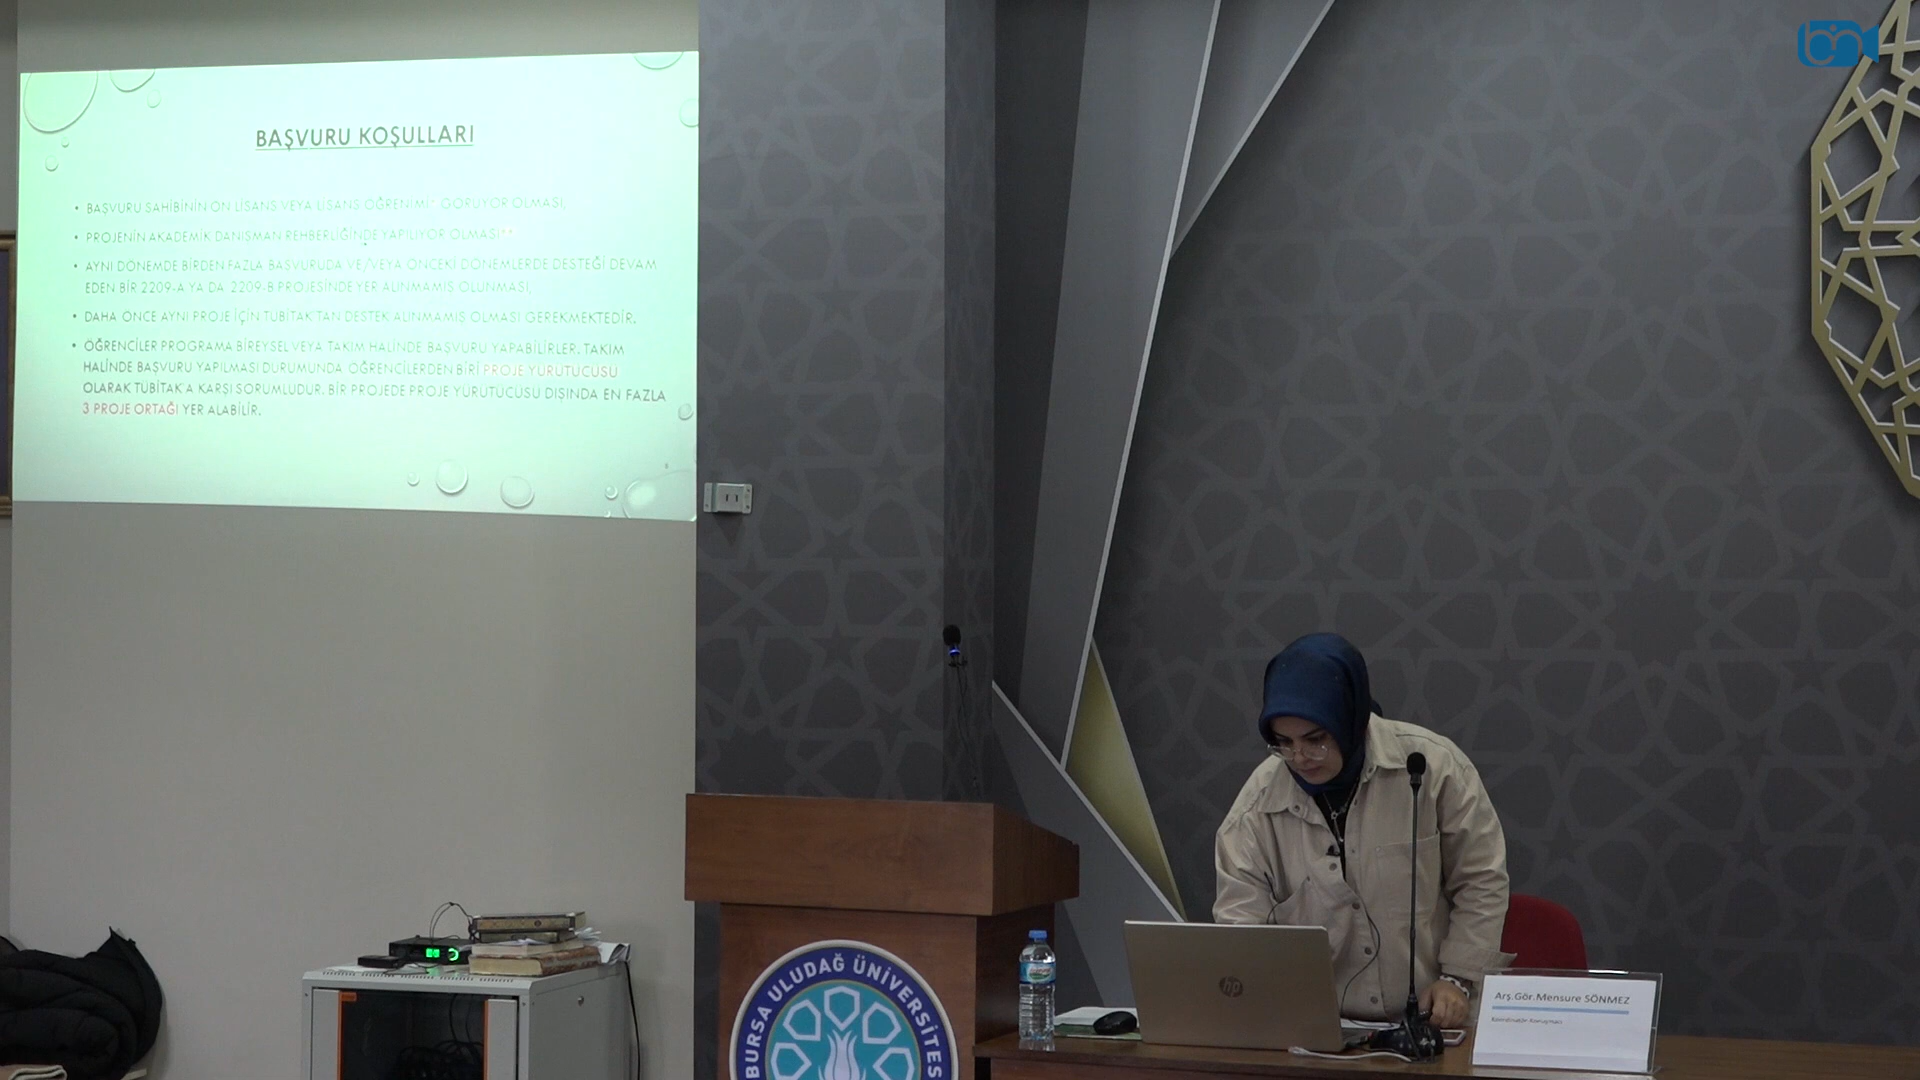 BAŞVURU KOŞULLARI
• BAŞVURU SAHİBİNİN ÖN LİSANS VEYA LİSANS ÖĞRENİMİ* GÖRÜYOR OLMASI,
• PROJENİN AKADEMİK DANIŞMAN REHBERLİĞİNDE YAPILIYOR OLMASI**
• AYNI DÖNEMDE BİRDEN FAZLA BAŞVURUDA VE/VEYA ÖNCEKİ DÖNEMLERDE DESTEĞİ DEVAM
EDEN BİR 2209-A YA DA 2209-B PROJESİNDE YER ALINMAMIŞ OLUNMASI,
• DAHA ÖNCE AYNI PROJE İÇİN TÜBİTAK'TAN DESTEK ALINMAMIŞ OLMASI GEREKMEKTEDİR.
• ÖĞRENCİLER PROGRAMA BİREYSEL VEYA TAKIM HALİNDE BAŞVURU YAPABİLİRLER. TAKIM
HALİNDE BAŞVURU YAPILMASI DURUMUNDA ÖĞRENCİLERDEN BİRİ PROJE YÜRÜTÜCÜSÜ
OLARAK TÜBİTAK'A KARŞI SORUMLUDUR. BİR PROJEDE PROJE YÜRÜTÜCÜSÜ DIŞINDA EN FAZLA
3 PROJE ORTAĞI YER ALABİLİR.
BURSA ULUDAĞ ÜNİVERSİTES
hp
Arş.Gör.Mensure SÖNMEZ
Koordinatör-Konuşmacı